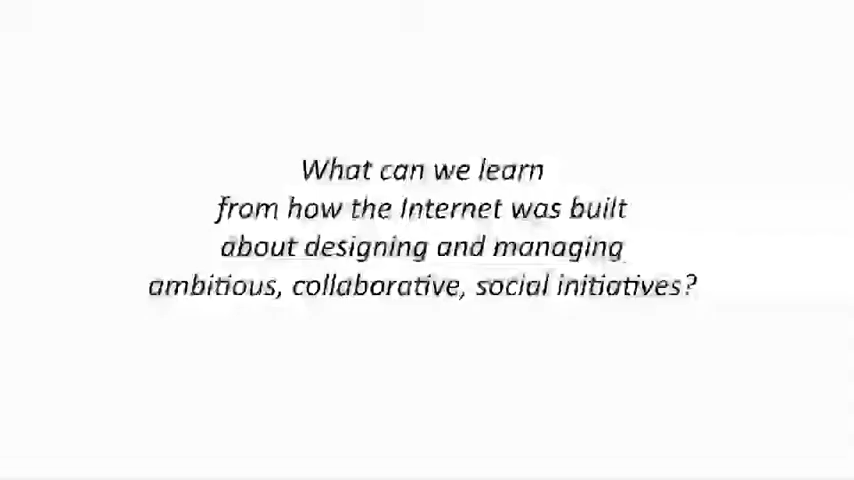 What can we learn
from how the Internet was built
about designing and managing
ambitious, collaborative, social initiatives?